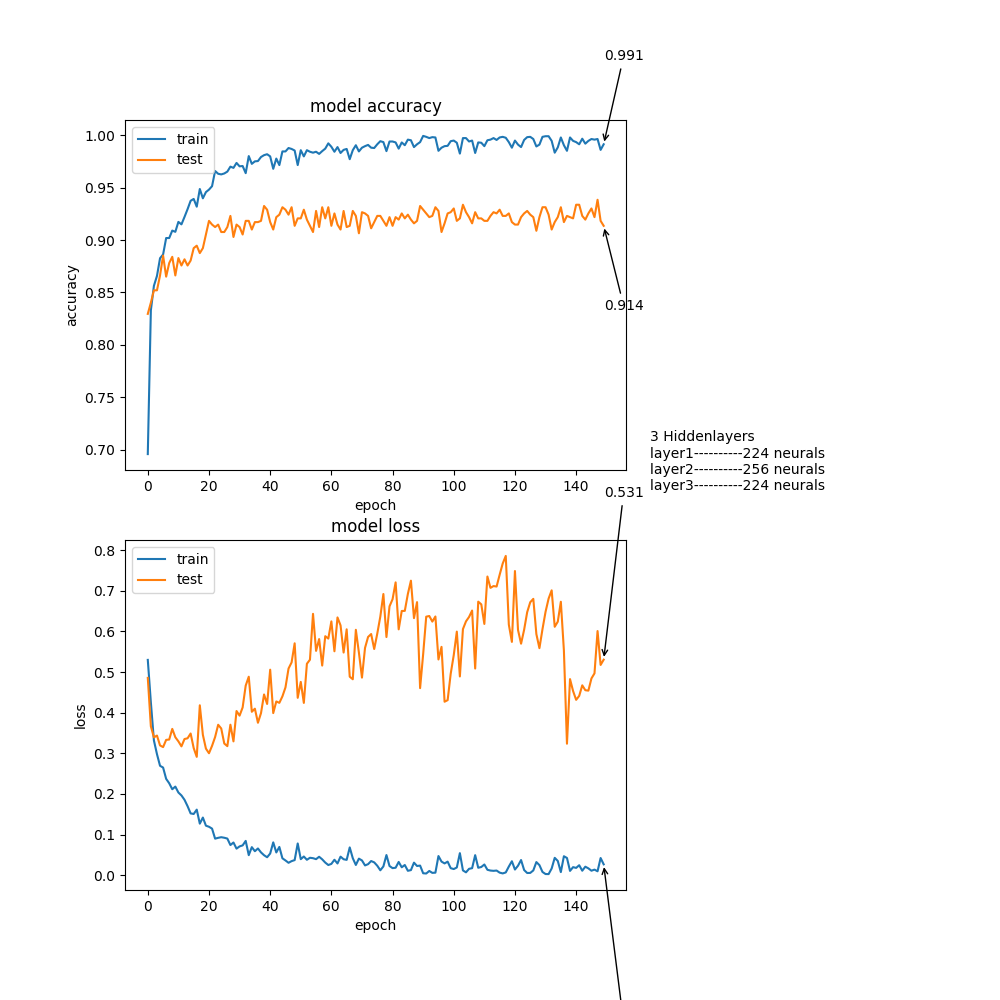 0.991
model accuracy
train
test
1.00
0.95
0.90
0.85
0.80
0.75
0.70
accuracy
0.914
0 20 40 60 80 100 120 140
epoch
3 Hiddenlayers
layer1----------224 neurals
layer2----------256 neurals
layer3----------224 neurals
0.531
model loss
train
test
0.8
0.7
0.6
0.5
0.4
0.3
0.2
0.1
0.0
loss
0 20 40 60 80 100 120 140
epoch